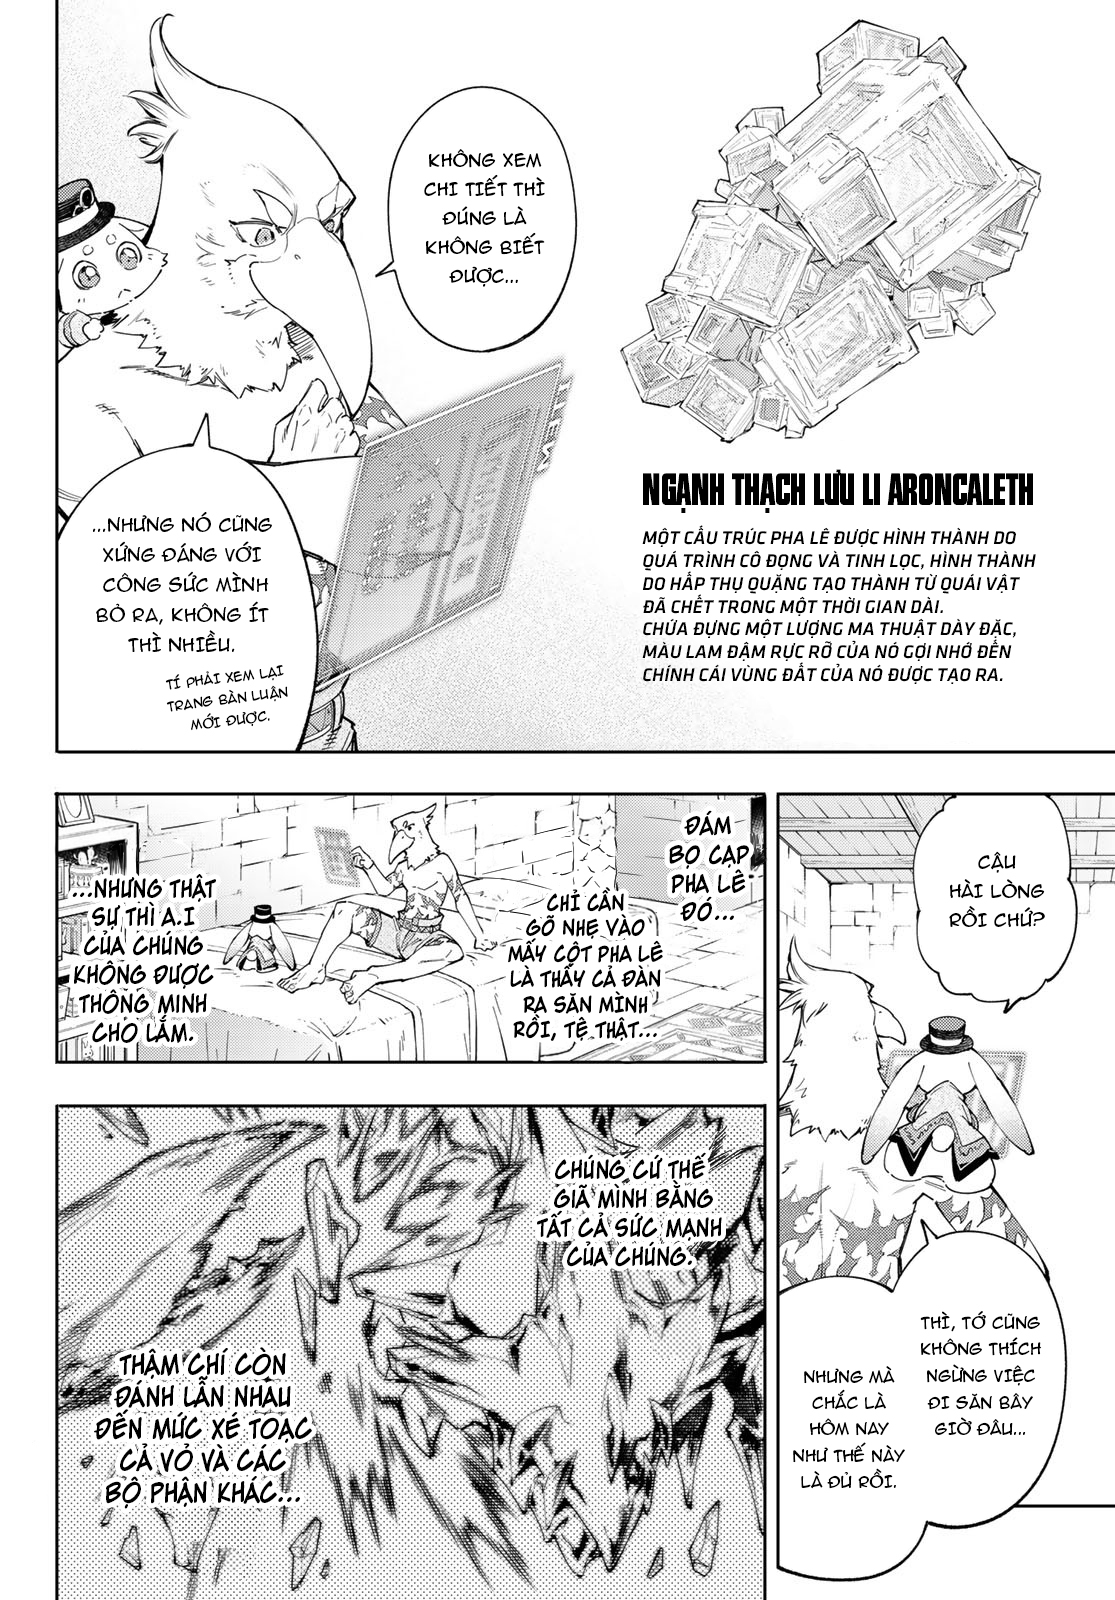 NGẠNH THẠCH LƯU LI ARONCALETH
MỘT CẤU TRÚC PHA LÊ ĐƯỢC HÌNH THÀNH DO
QUÁ TRÌNH CÔ ĐỌNG VÀ TINH LỌC, HÌNH THÀNH
DO HẤP THỤ QUẶNG TẠO THÀNH TỪ QUÁI VẬT
ĐÃ CHẾT TRONG MỘT THỜI GIAN DÀI.
CHỨA ĐỰNG MỘT LƯỢNG MA THUẬT DÀY ĐẶC,
MÀU LAM ĐẬM RỰC RỠ CỦA NÓ GỢI NHỚ ĐẾN
CHÍNH CÁI VÙNG ĐẤT CỦA NÓ ĐƯỢC TẠO RA.
KHÔNG XEM
CHI TIẾT THÌ
ĐÚNG LÀ
KHÔNG BIẾT
ĐƯỢC...
...NHƯNG NÓ CŨNG
XỨNG ĐÁNG VỚI
CÔNG SỨC MÌNH
BỎ RA, KHÔNG ÍT
THÌ NHIỀU.
TÍ PHẢI XEM LẠI
TRANG BÀN LUẬN
MỚI ĐƯỢC.
CẬU
HÀI LÒNG
RỒI CHỨ?
THÌ, TỚ CŨNG
KHÔNG THÍCH
NGỪNG VIỆC
ĐI SĂN BÂY
GIỜ ĐÂU...
NHƯNG MÀ
CHẮC LÀ
HÔM NAY
NHƯ THẾ NÀY
LÀ ĐỦ RỒI.
ĐÁM
BỌ CẠP
PHA LÊ
ĐÓ...
CHỈ CẦN
GÕ NHẸ VÀO
MẤY CỘT PHA LÊ
LÀ THẤY CẢ ĐÀN
RA SĂN MÌNH
RỒI, TỆ THẬT...
...NHƯNG THẬT
SỰ THÌ A.I
CỦA CHÚNG
KHÔNG ĐƯỢC
THÔNG MINH
CHO LẮM.
CHÚNG CỨ THẾ
GIÃ MÌNH BẰNG
TẤT CẢ SỨC MẠNH
CỦA CHÚNG.
THẬM CHÍ CÒN
ĐÁNH LẪN NHAU
ĐẾN MỨC XÉ TOẠC
CẢ VỎ VÀ CÁC
BỘ PHẬN KHÁC...